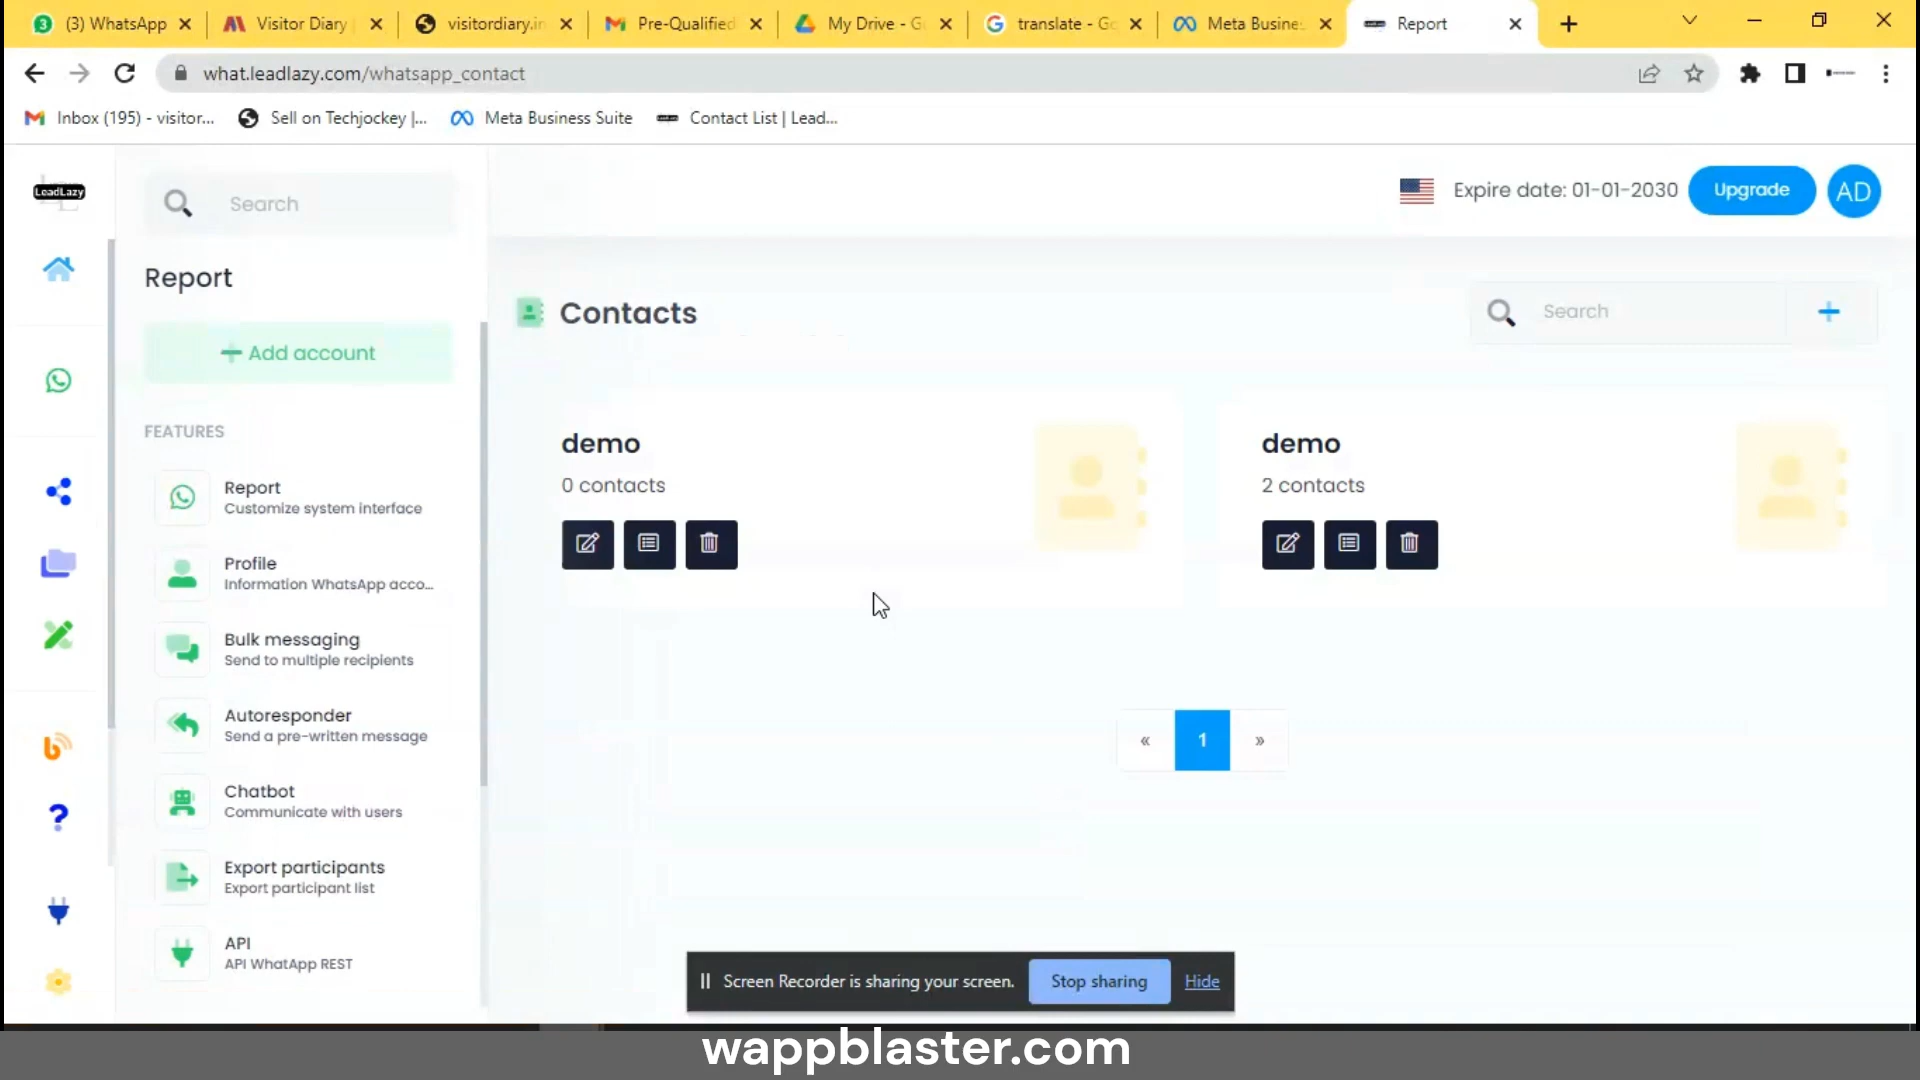 (3) WhatsApp
Visitor Diary
visitordiary.in
Pre-Qualified
My Drive - G
translate - Go
Meta Busine
Report
what.leadlazy.com/whatsapp_contact
Inbox (195) - visitor...
Sell on Techjockey |...
Meta Business Suite
Contact List | Lead...
LeadLazy
Search
Expire date: 01-01-2030
Upgrade
AD
Report
Add account
Contacts
Search
FEATURES
Report
Customize system interface
Profile
Information WhatsApp acco...
Bulk messaging
Send to multiple recipients
Autoresponder
Send a pre-written message
Chatbot
Communicate with users
Export participants
Export participant list
API
API WhatApp REST
demo
0 contacts
demo
2 contacts
« 1 »
Screen Recorder is sharing your screen.
Stop sharing
Hide
wappblaster.com